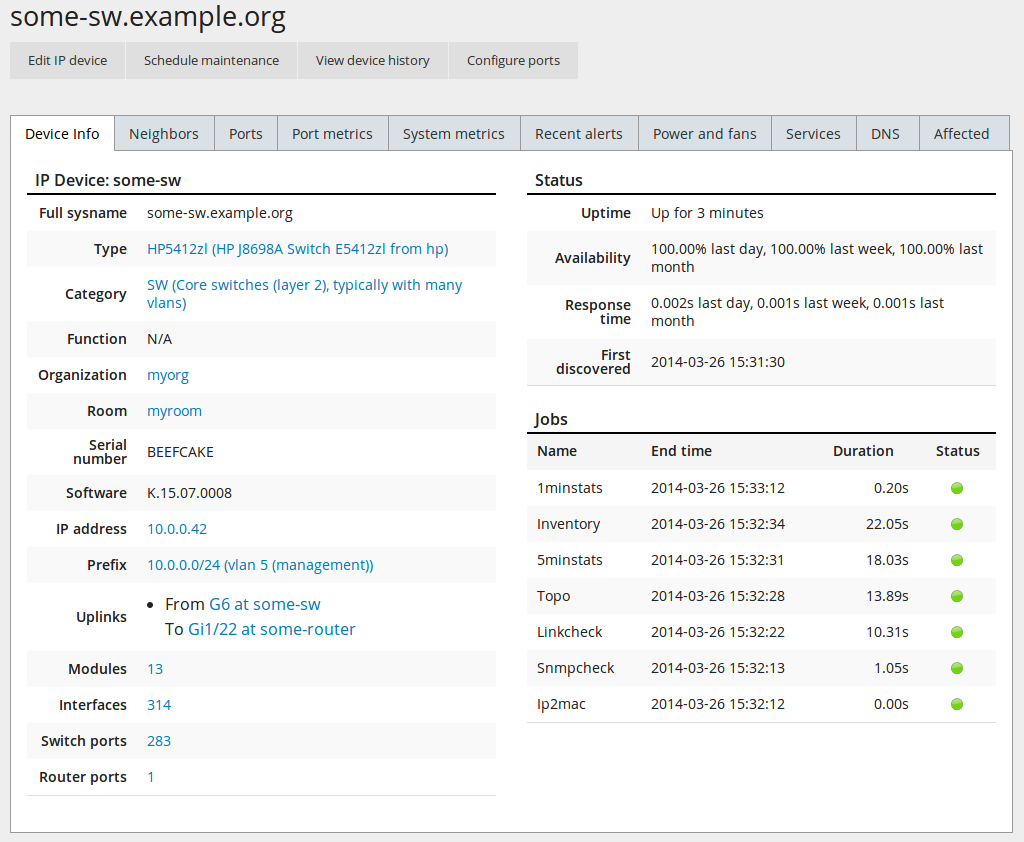 some-sw.example.org
Edit IP device
Schedule maintenance
View device history
Configure ports
Device Info
Neighbors
Ports
Port metrics
System metrics
Recent alerts
Power and fans
Services
DNS
Affected
IP Device: some-sw
Full sysname some-sw.example.org
Type HP5412zl (HP J8698A Switch E5412zl from hp)
Category SW (Core switches (layer 2), typically with many
vlans)
Function N/A
Organization myorg
Room myroom
Serial
number BEEFCAKE
Software K.15.07.0008
IP address 10.0.0.42
Prefix 10.0.0.0/24 (vlan 5 (management))
Uplinks
• From G6 at some-sw
To Gi1/22 at some-router
Modules 13
Interfaces 314
Switch ports 283
Router ports 1
Status
Uptime Up for 3 minutes
Availability 100.00% last day, 100.00% last week, 100.00% last
month
Response
time 0.002s last day, 0.001s last week, 0.001s last
month
First
discovered 2014-03-26 15:31:30
Jobs
Name End time Duration Status
1minstats 2014-03-26 15:33:12 0.20s
Inventory 2014-03-26 15:32:34 22.05s
5minstats 2014-03-26 15:32:31 18.03s
Topo 2014-03-26 15:32:28 13.89s
Linkcheck 2014-03-26 15:32:22 10.31s
Snmpcheck 2014-03-26 15:32:13 1.05s
Ip2mac 2014-03-26 15:32:12 0.00s